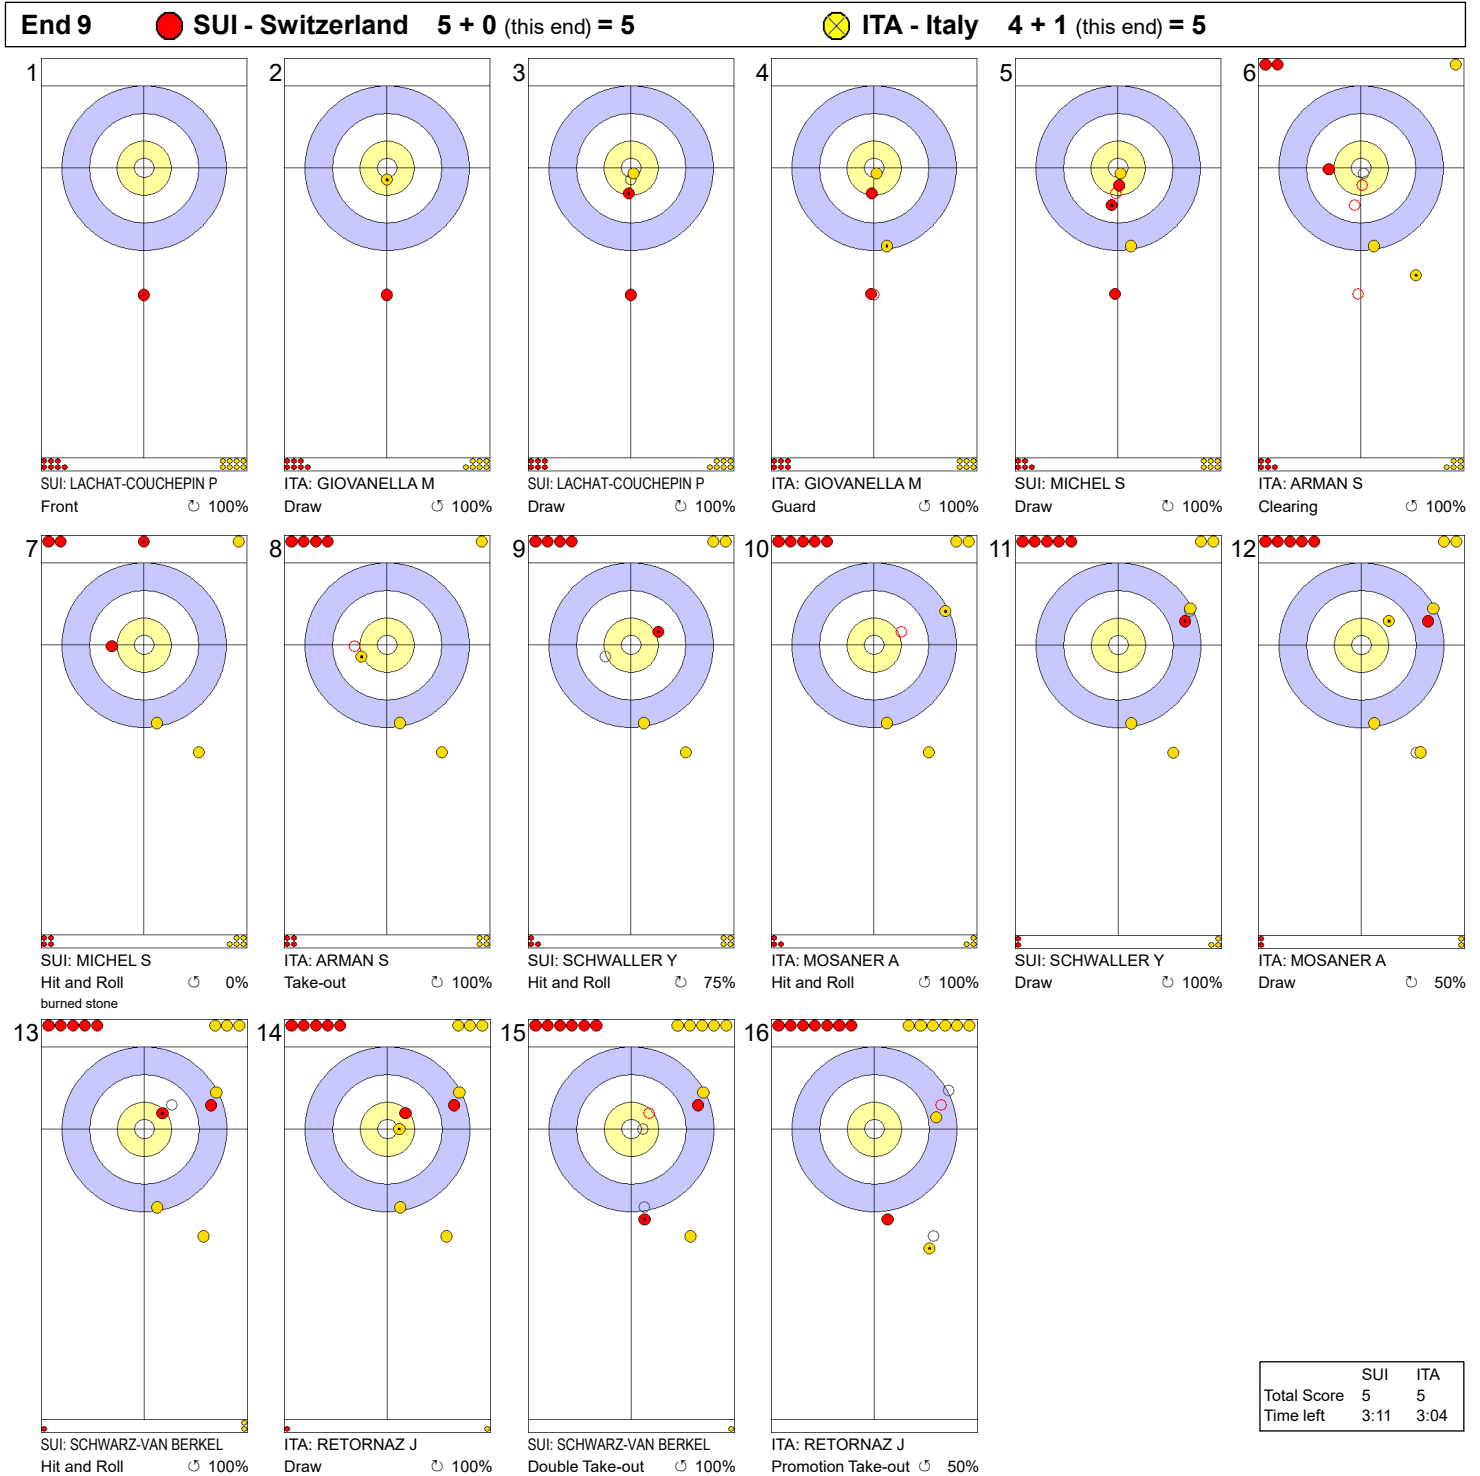 End 9 SUI - Switzerland 5 + 0 (this end) = 5 ITA - Italy 4 + 1 (this end) = 5
1 2 3 4 5 6
SUI: LACHAT-COUCHEPIN P ITA: GIOVANELLA M SUI: LACHAT-COUCHEPIN P ITA: GIOVANELLA M SUI: MICHEL S ITA: ARMAN S
Front ↻ 100% Draw ↺ 100% Draw ↺ 100% Guard ↺ 100% Draw ↺ 100% Clearing ↺ 100%
7 8 9 10 11 12
SUI: MICHEL S ITA: ARMAN S SUI: SCHWALLER Y ITA: MOSANER A SUI: SCHWALLER Y ITA: MOSANER A
Hit and Roll ↺ 0% Take-out ↺ 100% Hit and Roll ↻ 75% Hit and Roll ↺ 100% Draw ↺ 100% Draw ↻ 50%
burned stone
13 14 15 16
SUI: SCHWARZ-VAN BERKEL ITA: RETORNAZ J SUI: SCHWARZ-VAN BERKEL ITA: RETORNAZ J
Hit and Roll ↻ 100% Draw ↻ 100% Double Take-out ↺ 100% Promotion Take-out ↺ 50%
SUI ITA
Total Score 5 5
Time left 3:11 3:04